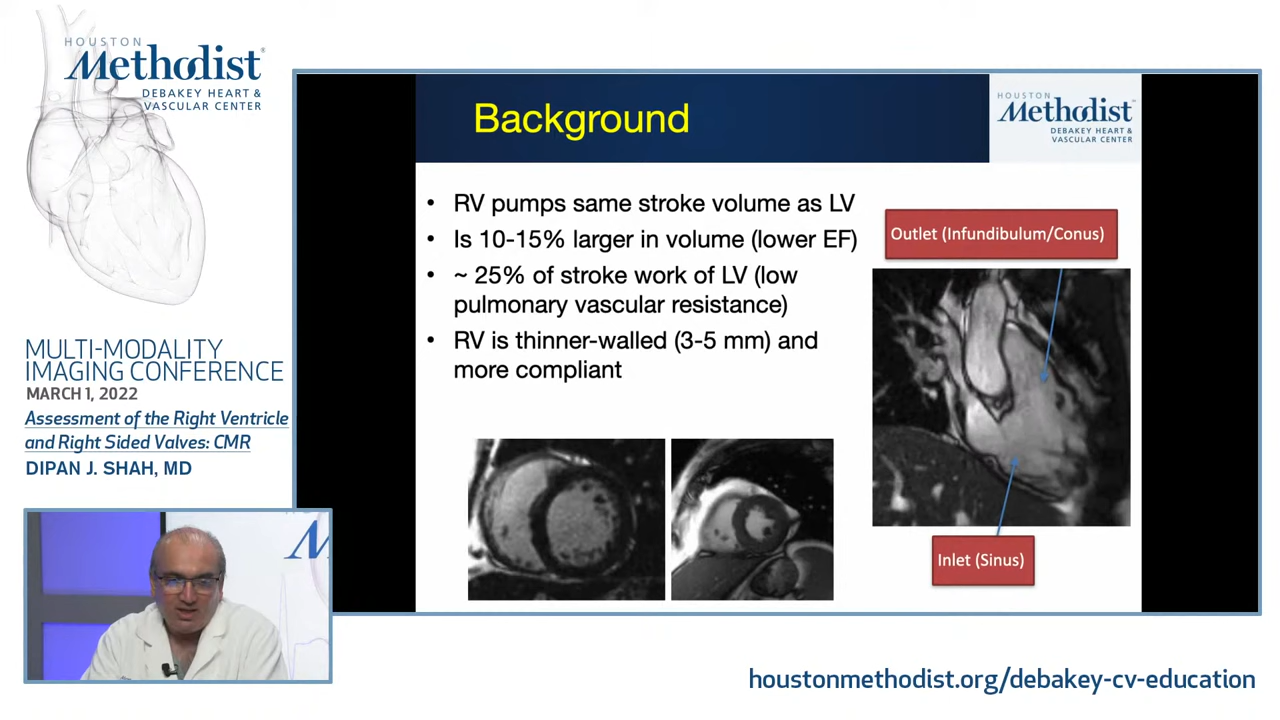 HOUSTON
Methodist®
DEBAKEY HEART &
VASCULAR CENTER
MULTI-MODALITY
IMAGING CONFERENCE
MARCH 1, 2022
Assessment of the Right Ventricle
and Right Sided Valves: CMR
DIPAN J. SHAH, MD
Background
HOUSTON
Methodist
DEBAKEY HEART &
VASCULAR CENTER
• RV pumps same stroke volume as LV
• Is 10-15% larger in volume (lower EF)
• ~ 25% of stroke work of LV (low
pulmonary vascular resistance)
• RV is thinner-walled (3-5 mm) and
more compliant
Outlet (Infundibulum/Conus)
Inlet (Sinus)
M
houstonmethodist.org/debakey-cv-education